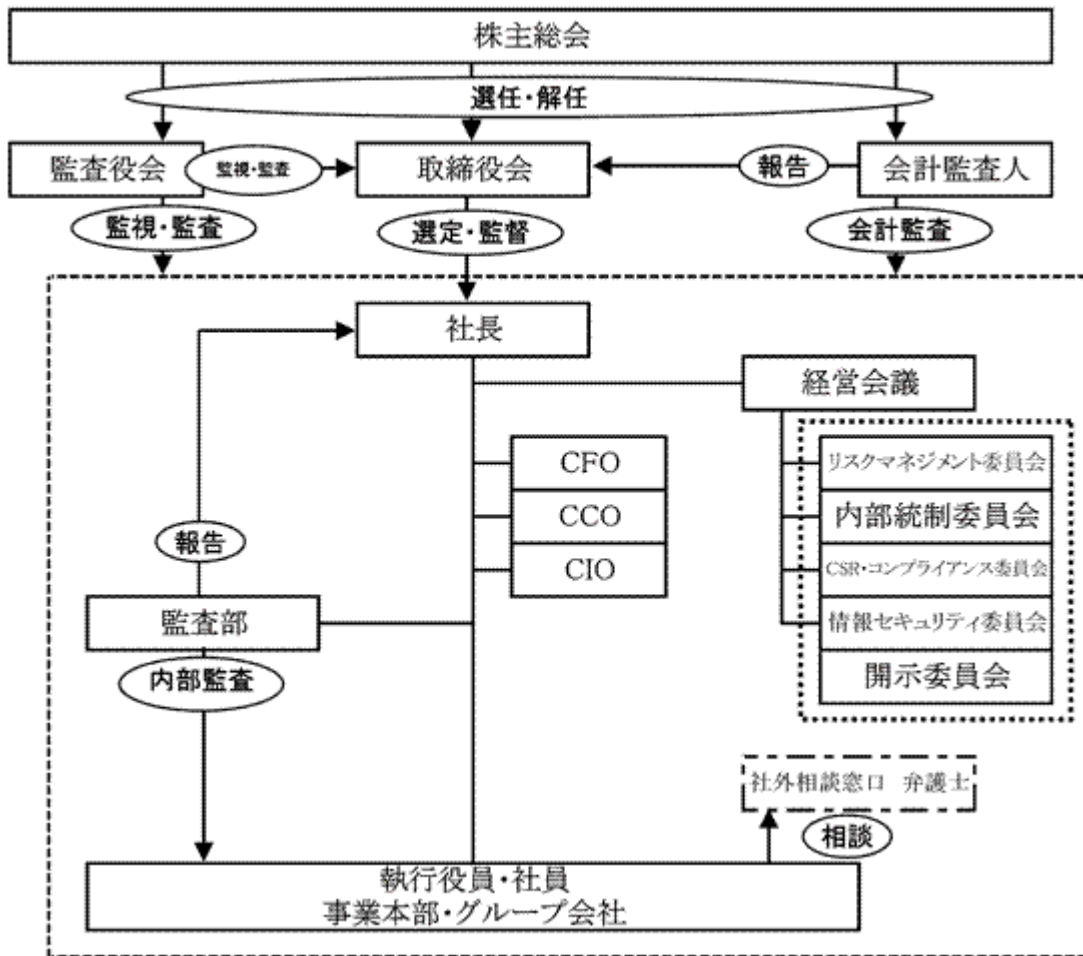 株主総会
選任・解任
監査役会
監視・監査
取締役会
報告
会計監査人
監視・監査
選定・監督
会計監査
社長
経営会議
CFO
CCO
CIO
リスクマネジメント委員会
内部統制委員会
CSR・コンプライアンス委員会
情報セキュリティ委員会
開示委員会
報告
監査部
内部監査
社外相談窓口 弁護士
相談
執行役員・社員
事業本部・グループ会社